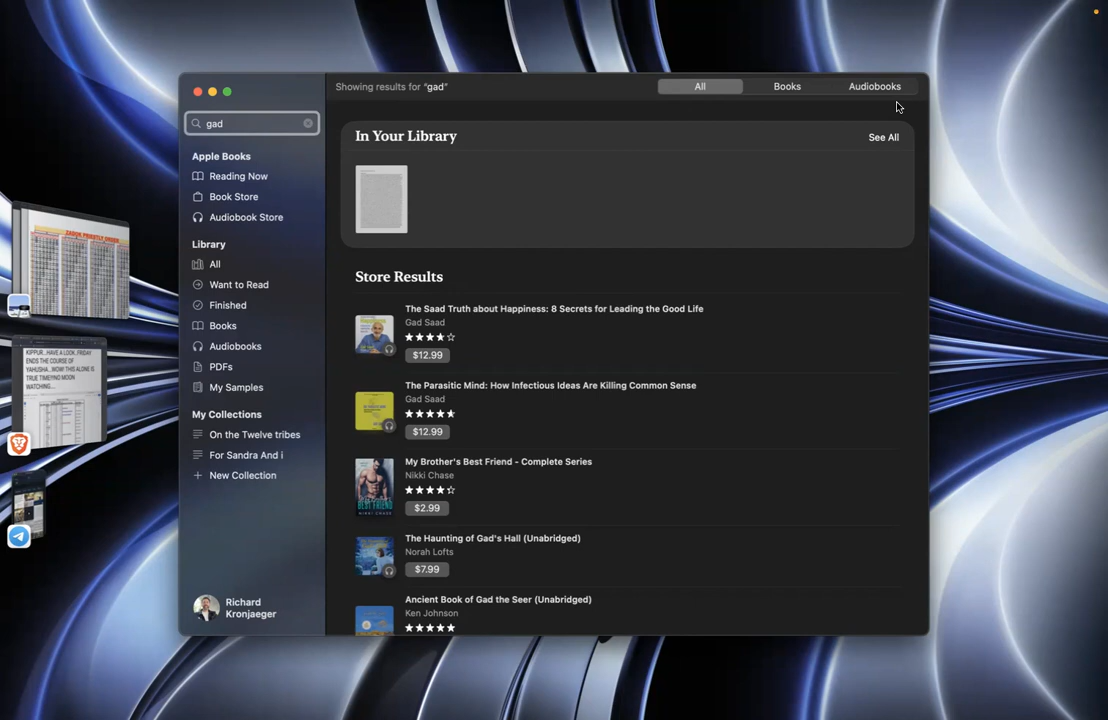 Showing results for "gad"
All
Books
Audiobooks
gad
Apple Books
Reading Now
Book Store
Audiobook Store
Library
All
Want to Read
Finished
Books
Audiobooks
PDFs
My Samples
My Collections
On the Twelve tribes
For Sandra And i
New Collection
Richard
Kronjaeger
In Your Library
See All
Store Results
The Saad Truth about Happiness: 8 Secrets for Leading the Good Life
Gad Saad
$12.99
The Parasitic Mind: How Infectious Ideas Are Killing Common Sense
Gad Saad
$12.99
My Brother's Best Friend - Complete Series
Nikki Chase
$2.99
The Haunting of Gad's Hall (Unabridged)
Norah Lofts
$7.99
Ancient Book of Gad the Seer (Unabridged)
Ken Johnson
ZADOK PRIESTLY ORDER
KIPPUR..HAVE A LOOK..FRIDAY
ENDS THE COURSE OF
YAHUSHA...WOW! THIS ALONE IS
TRUE TIMEYING MOON
WATCHING....